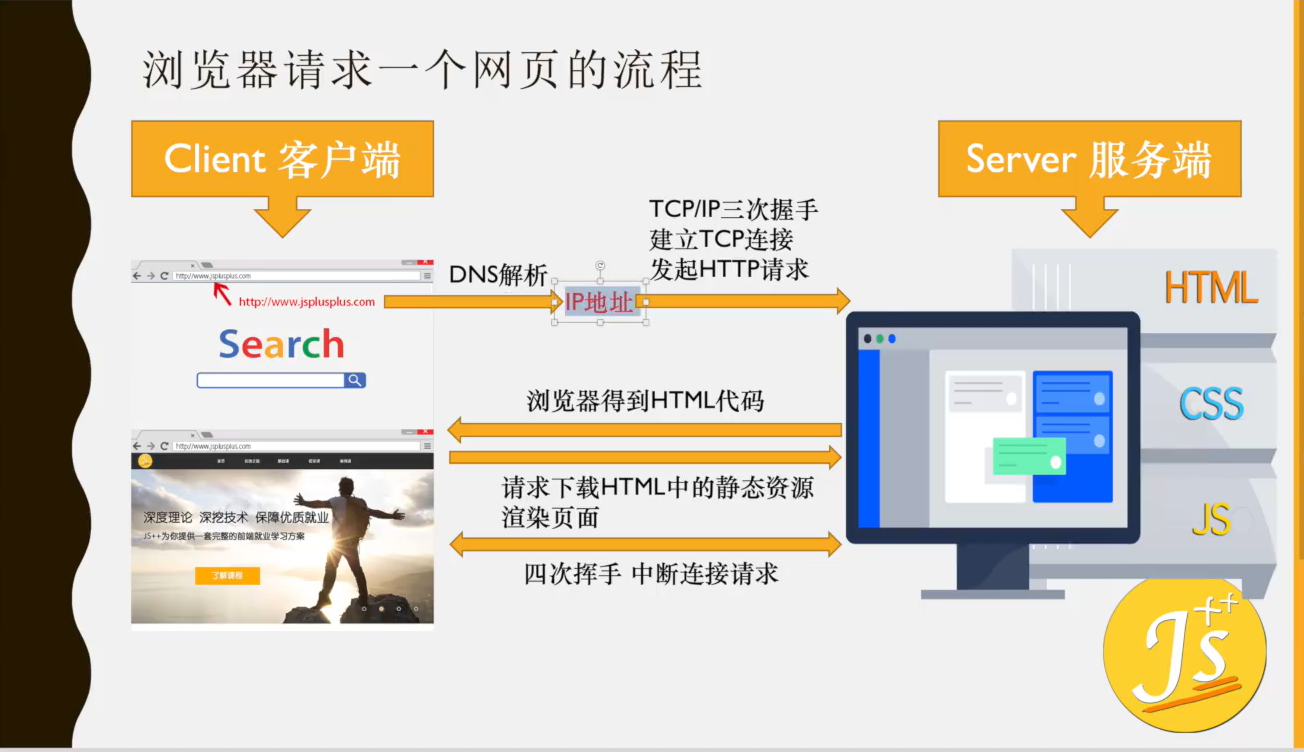 浏览器请求一个网页的流程
Client 客户端
Server 服务端
TCP/IP三次握手
建立TCP连接
发起HTTP请求
DNS解析
IP地址
http://www.jsplusplus.com
http://www.jsplusplus.com
Search
HTML
CSS
JS
浏览器得到HTML代码
请求下载HTML中的静态资源
渲染页面
四次挥手 中断连接请求
http://www.jsplusplus.com
深度理论 深挖技术 保障优质就业
JS++为你提供一套完整的前端就业学习方案
了解课程
Js++